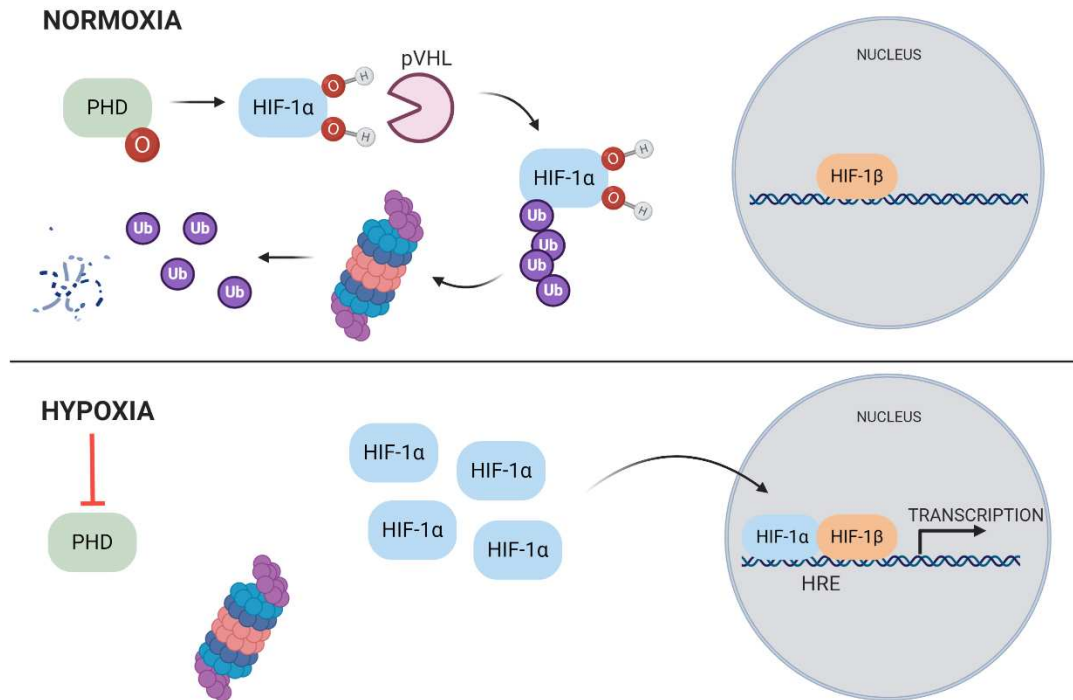 NORMOXIA
PHD
O
HIF-1α
O
H
O
H
pVHL
HIF-1α
O
H
O
H
Ub
Ub
Ub
Ub
Ub
Ub
Ub
Ub
NUCLEUS
HIF-1β
HYPOXIA
PHD
HIF-1α
HIF-1α
HIF-1α
HIF-1α
NUCLEUS
TRANSCRIPTION
HIF-1α
HIF-1β
HRE